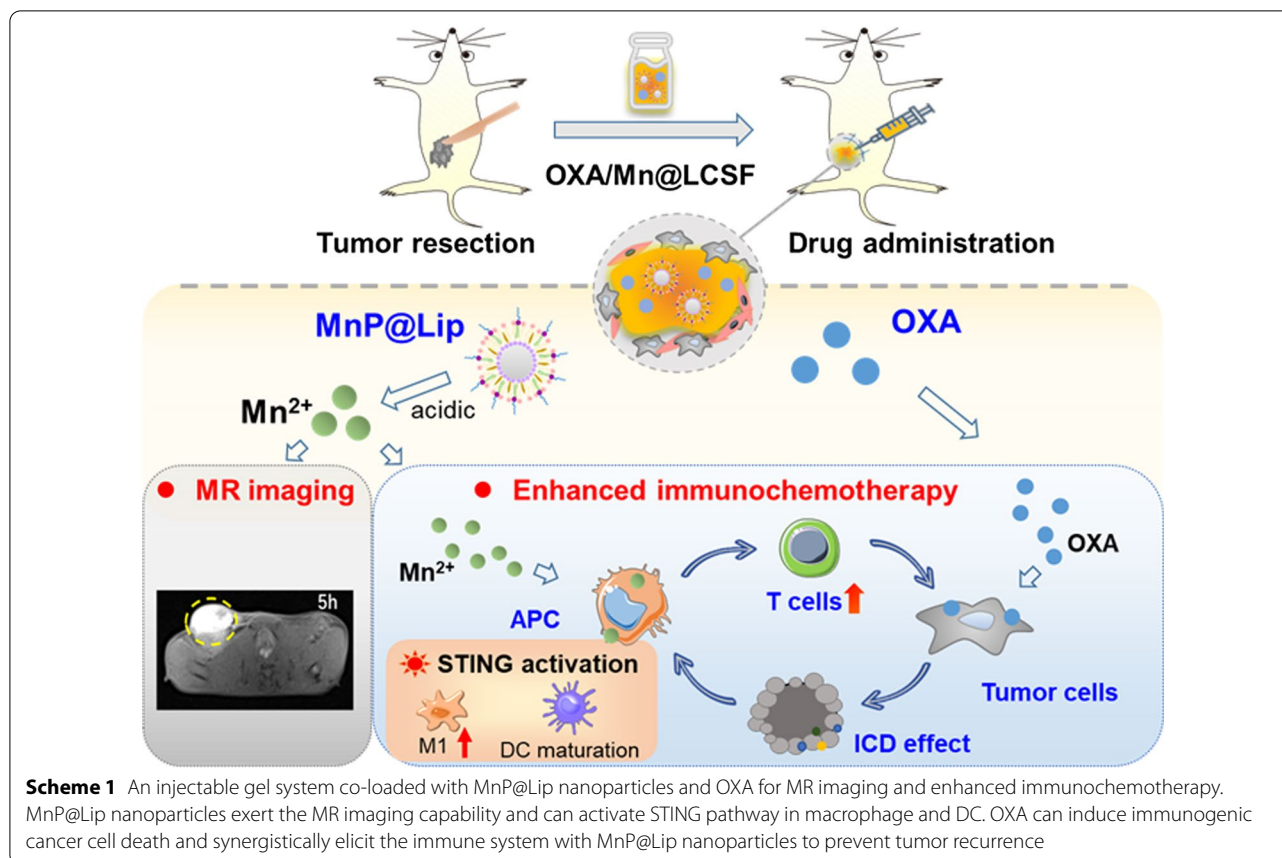 OXA/Mn@LCSF
Tumor resection
Drug administration
MnP@Lip
OXA
Mn²⁺
acidic
MR imaging
5h
Enhanced immunochemotherapy
Mn²⁺
APC
T cells
OXA
Tumor cells
ICD effect
STING activation
M1
DC maturation
Scheme 1 An injectable gel system co-loaded with MnP@Lip nanoparticles and OXA for MR imaging and enhanced immunochemotherapy.
MnP@Lip nanoparticles exert the MR imaging capability and can activate STING pathway in macrophage and DC. OXA can induce immunogenic
cancer cell death and synergistically elicit the immune system with MnP@Lip nanoparticles to prevent tumor recurrence